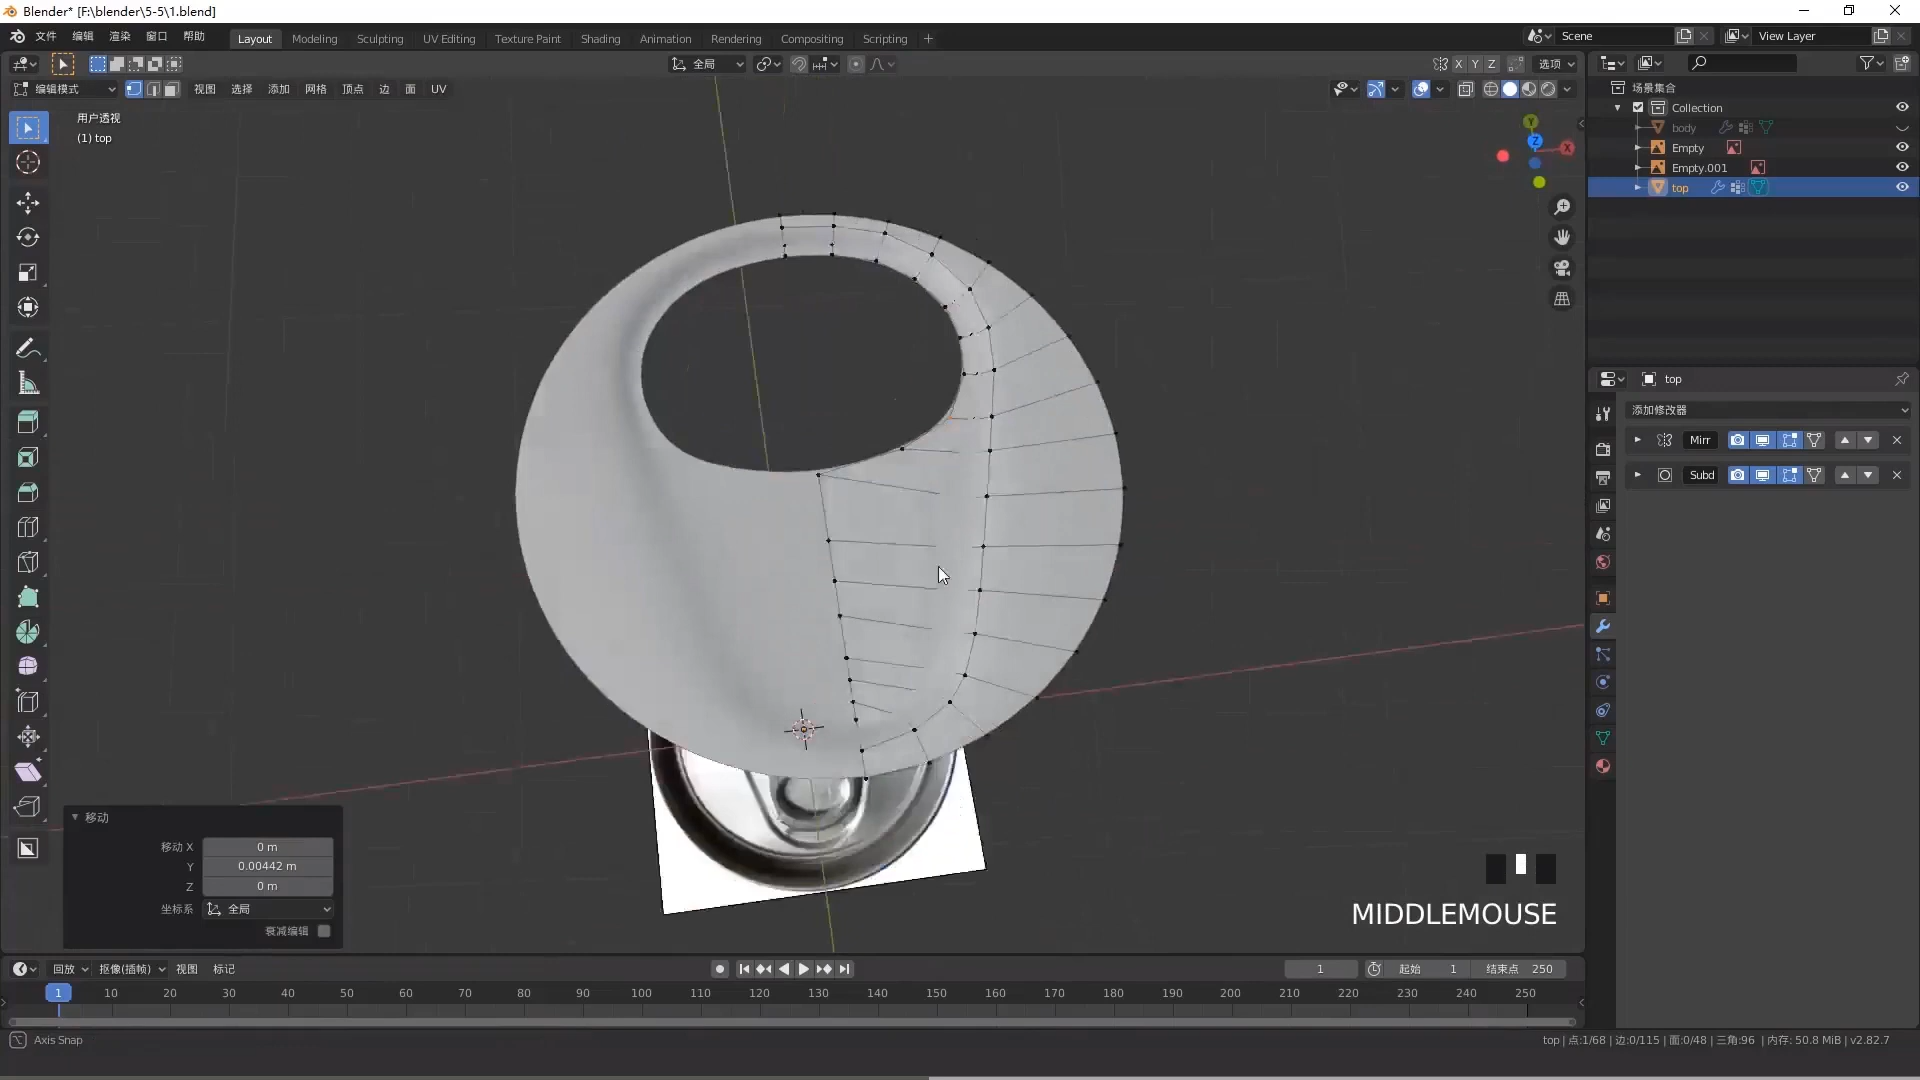 Blender* [F:\blender\5-5\1.blend]
文件 编辑 渲染 窗口 帮助 Layout Modeling Sculpting UV Editing Texture Paint Shading Animation Rendering Compositing Scripting + Scene View Layer
全局 X Y Z 选项
编辑模式 视图 选择 添加 网格 顶点 边 面 UV
场景集合
Collection
body
Empty
Empty.001
top
用户透视
(1) top
Y
Z
X
top
添加修改器
Mirr
Subd
移动
移动 X 0 m
Y 0.00442 m
Z 0 m
坐标系 全局
衰减编辑
MIDDLEMOUSE
回放 抠像(插帧) 视图 标记 1 起始 1 结束点 250
1 10 20 30 40 50 60 70 80 90 100 110 120 130 140 150 160 170 180 190 200 210 220 230 240 250
Axis Snap
top | 点:1/68 | 边:0/115 | 面:0/48 | 三角:96 | 内存: 50.8 MiB | v2.82.7